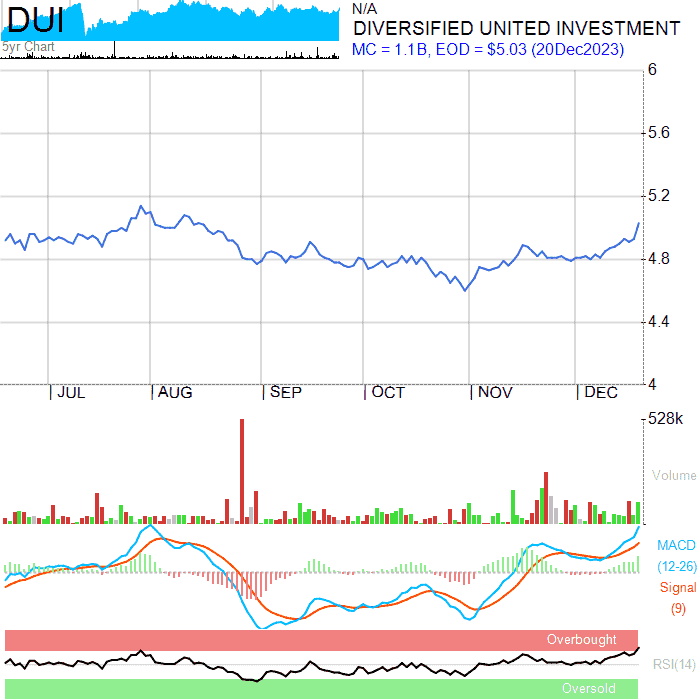 DUI
5yr Chart
N/A
DIVERSIFIED UNITED INVESTMENT
MC = 1.1B, EOD = $5.03 (20Dec2023)
6
5.6
5.2
4.8
4.4
4
JUL AUG SEP OCT NOV DEC
528k
Volume
MACD
(12-26)
Signal
(9)
Overbought
RSI(14)
Oversold